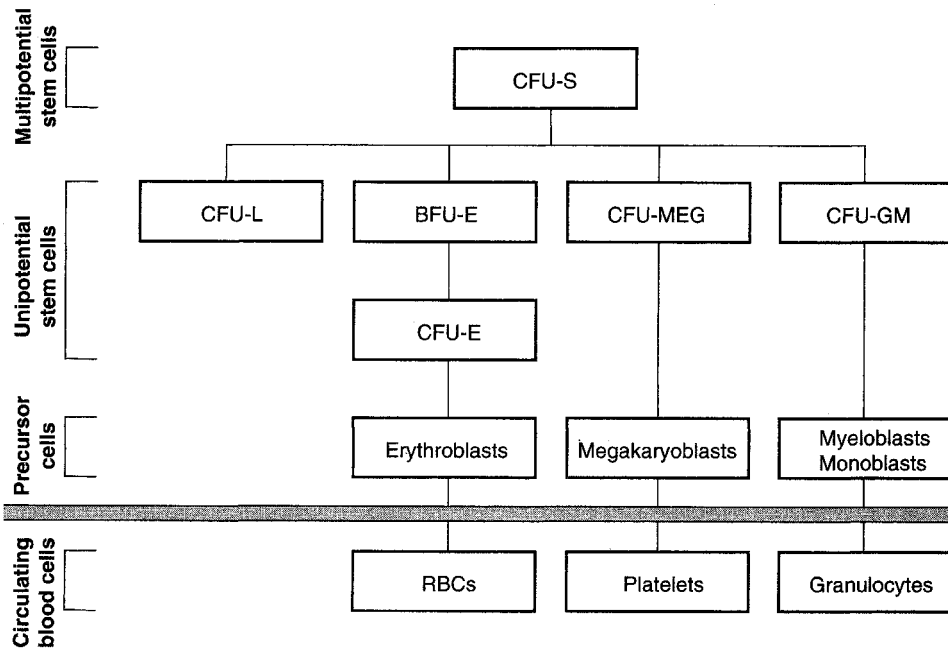 Multipotential
stem cells
CFU-S
Unipotential
stem cells
CFU-L
BFU-E
CFU-MEG
CFU-GM
CFU-E
Precursor
cells
Erythroblasts
Megakaryoblasts
Myeloblasts
Monoblasts
Circulating
blood cells
RBCs
Platelets
Granulocytes